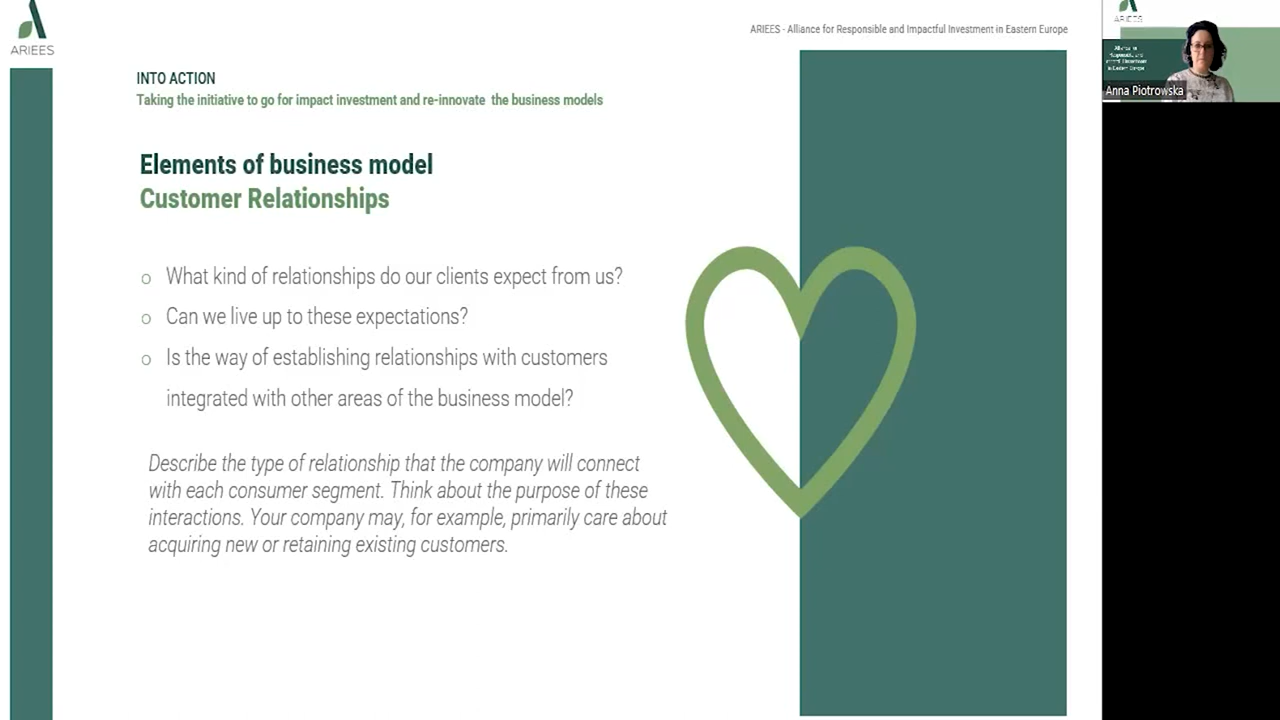 ARIEES
ARIEES - Alliance for Responsible and Impactful Investment in Eastern Europe
INTO ACTION
Taking the initiative to go for impact investment and re-innovate the business models
Elements of business model
Customer Relationships
o What kind of relationships do our clients expect from us?
o Can we live up to these expectations?
o Is the way of establishing relationships with customers
integrated with other areas of the business model?
Describe the type of relationship that the company will connect
with each consumer segment. Think about the purpose of these
interactions. Your company may, for example, primarily care about
acquiring new or retaining existing customers.
ARIEES
Anna Piotrowska